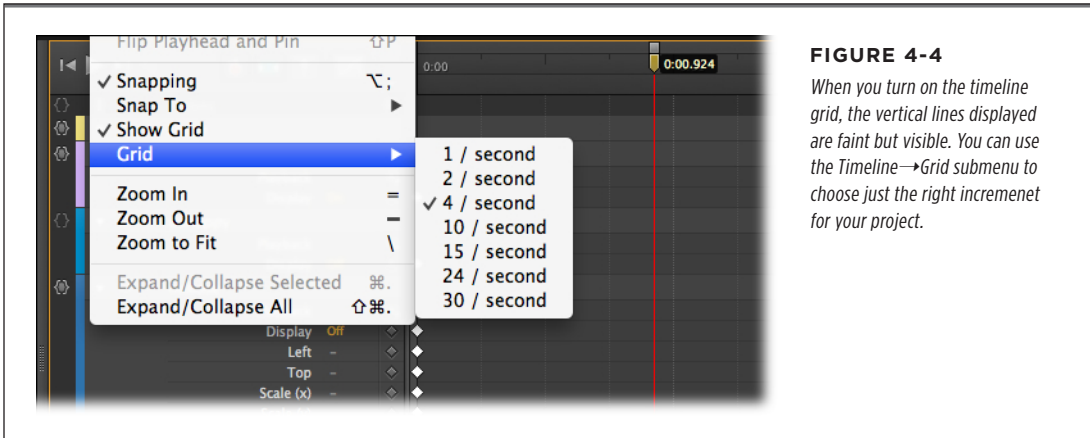 Flip Playhead and Pin ⇧P
0:00
0:00.924
✓ Snapping ⌥;
Snap To ▶
✓ Show Grid
Grid ▶
1 / second
2 / second
✓ 4 / second
10 / second
15 / second
24 / second
30 / second
Zoom In =
Zoom Out –
Zoom to Fit \
Expand/Collapse Selected ⌘.
Expand/Collapse All ⇧⌘.
Display Off
Left –
Top –
Scale (x) –
FIGURE 4-4
When you turn on the timeline
grid, the vertical lines displayed
are faint but visible. You can use
the Timeline→Grid submenu to
choose just the right incremenet
for your project.